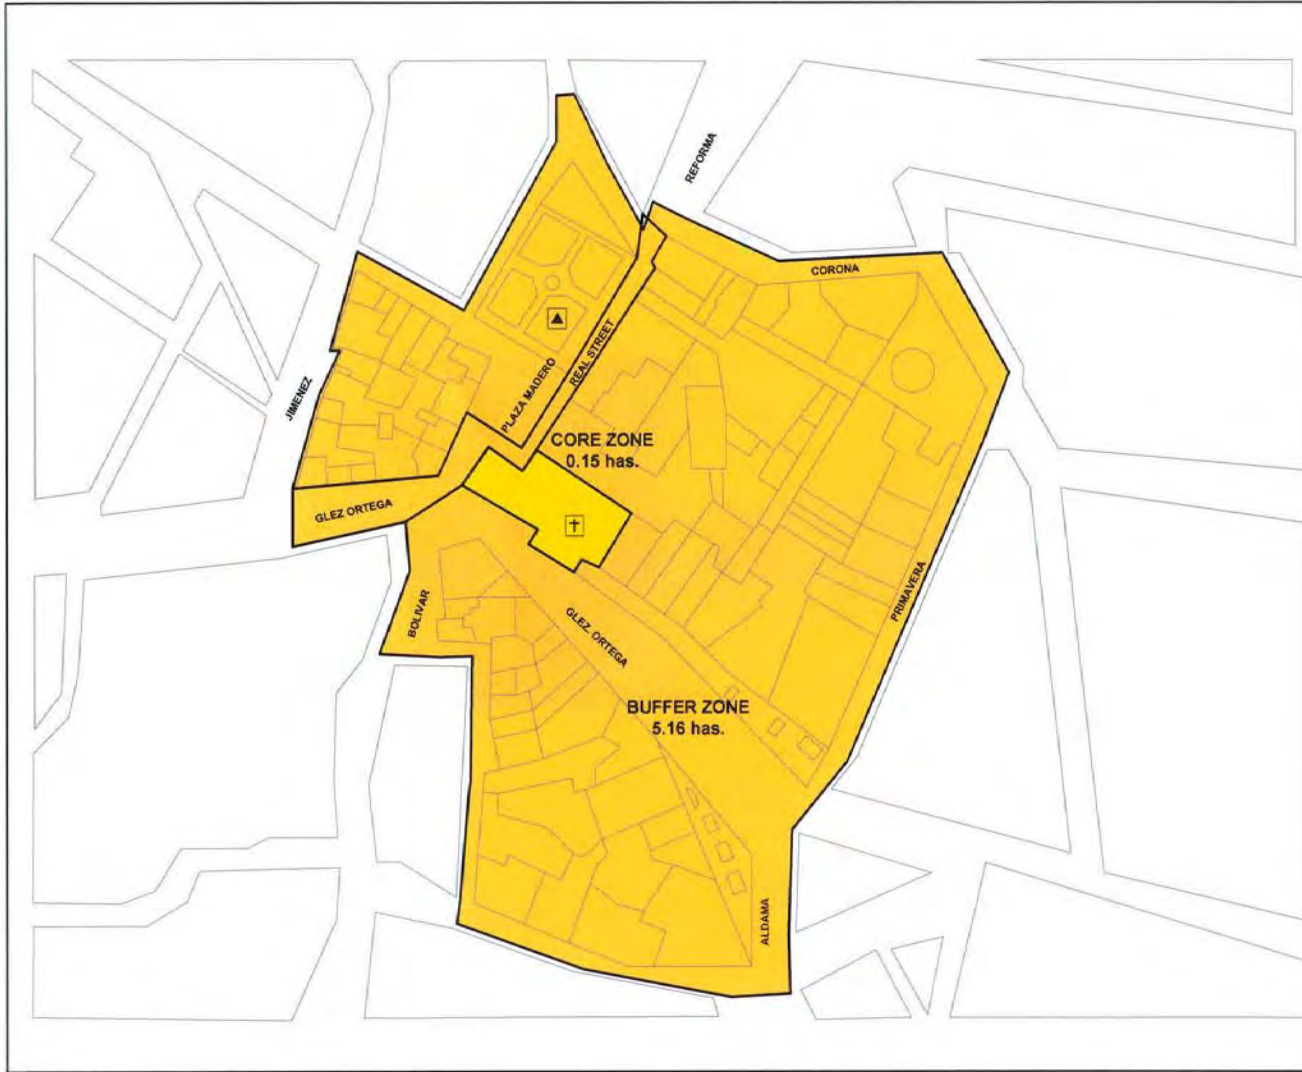 REFORMA
CORONA
REAL STREET
PLAZA MADERO
JIMENEZ
CORE ZONE
0.15 has.
GLEZ ORTEGA
PRIMAVERA
BOLIVAR
GLEZ. ORTEGA
BUFFER ZONE
5.16 has.
ALDAMA